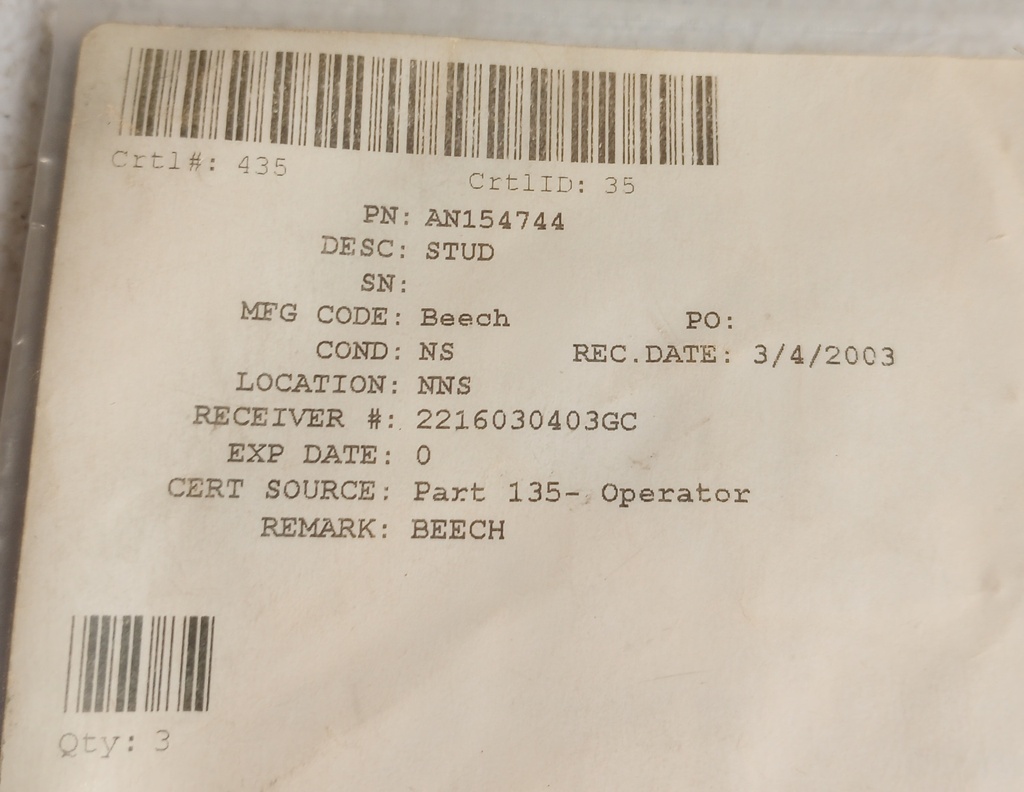 Crtl#: 435
CrtlID: 35
PN: AN154744
DESC: STUD
SN:
MFG CODE: Beech PO:
COND: NS REC.DATE: 3/4/2003
LOCATION: NNS
RECEIVER #: 2216030403GC
EXP DATE: 0
CERT SOURCE: Part 135- Operator
REMARK: BEECH
Qty: 3